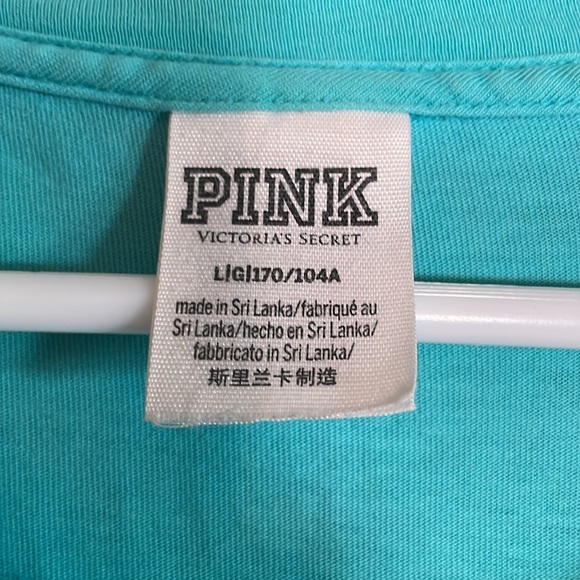 PINK
VICTORIA'S SECRET
L|G|170/104A
made in Sri Lanka/fabriqué au
Sri Lanka/hecho en Sri Lanka/
fabbricato in Sri Lanka/
斯里兰卡制造